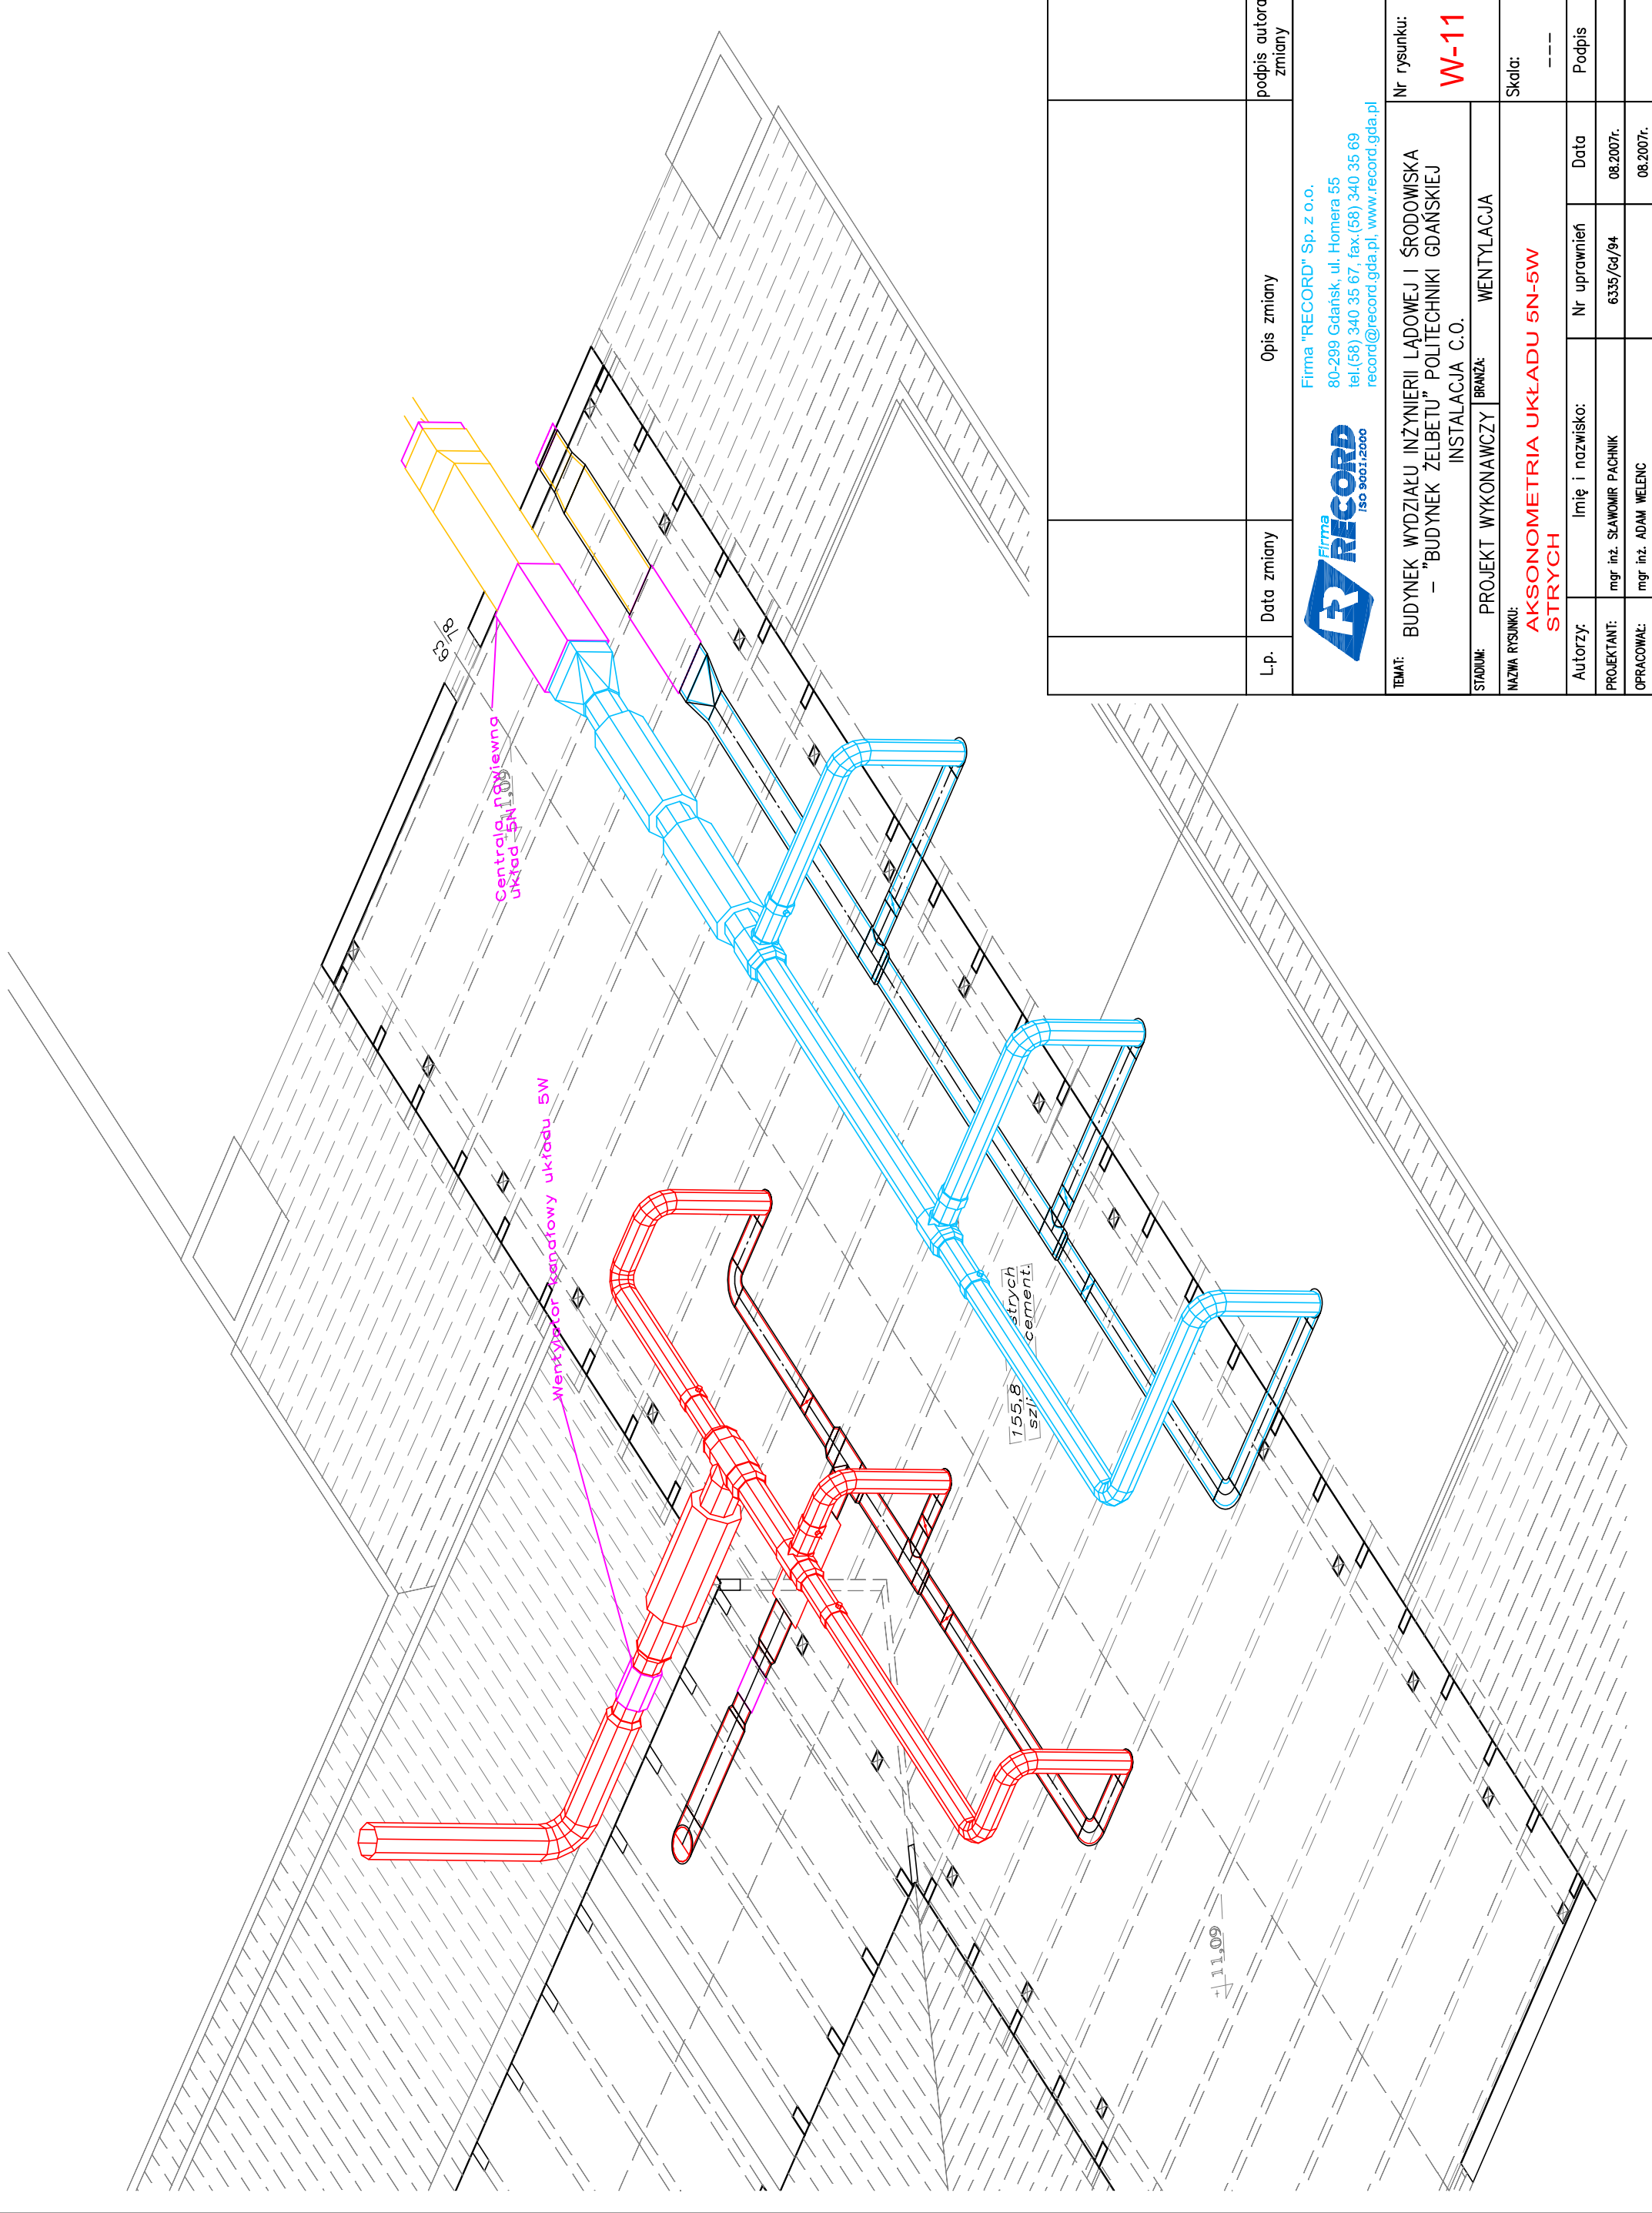 63
78
Centrala nawiewna
układ 5N
11,09
Wentylator kanałowy układu 5W
155,8
strych
cement.
+11,09
L.p.
Data zmiany
Opis zmiany
podpis autora
zmiany
Firma
RECORD
ISO 9001:2000
Firma "RECORD" Sp. z o.o.
80-299 Gdańsk, ul. Homera 55
tel.(58) 340 35 67, fax.(58) 340 35 69
record@record.gda.pl, www.record.gda.pl
TEMAT:
BUDYNEK WYDZIAŁU INŻYNIERII LĄDOWEJ I ŚRODOWISKA
– "BUDYNEK ŻELBETU" POLITECHNIKI GDAŃSKIEJ
INSTALACJA C.O.
Nr rysunku:
W-11
STADIUM:
PROJEKT WYKONAWCZY
BRANŻA:
WENTYLACJA
NAZWA RYSUNKU:
AKSONOMETRIA UKŁADU 5N-5W
STRYCH
Skala:
---
Autorzy:
Imię i nazwisko:
Nr uprawnień
Data
Podpis
PROJEKTANT:
mgr inż. SŁAWOMIR PACHNIK
6335/Gd/94
08.2007r.
OPRACOWAŁ:
mgr inż. ADAM WELENC
08.2007r.